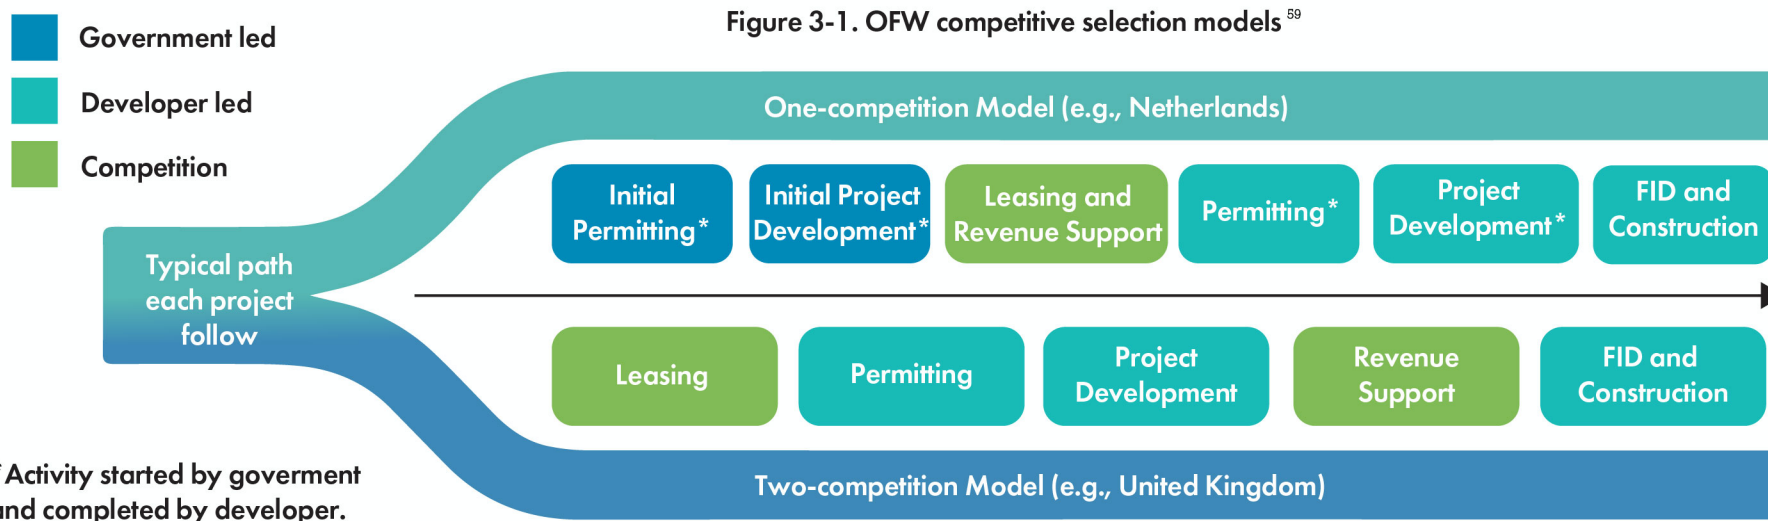 Figure 3-1. OFW competitive selection models 59
Government led
Developer led
Competition
One-competition Model (e.g., Netherlands)
Initial
Permitting*
Initial Project
Development*
Leasing and
Revenue Support
Permitting*
Project
Development*
FID and
Construction
Typical path
each project
follow
Leasing
Permitting
Project
Development
Revenue
Support
FID and
Construction
Two-competition Model (e.g., United Kingdom)
* Activity started by goverment
and completed by developer.